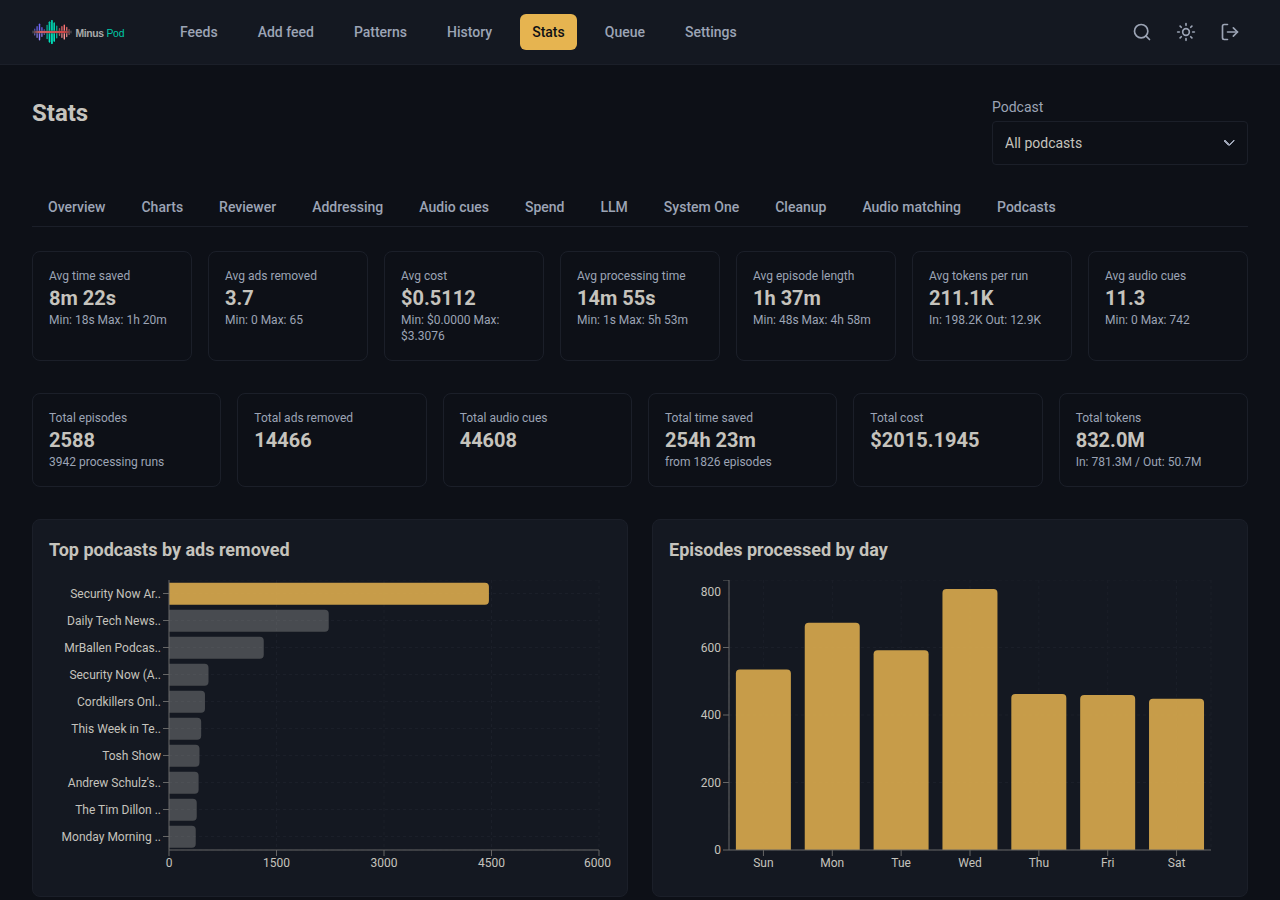 Minus Pod
Feeds
Add feed
Patterns
History
Stats
Queue
Settings
Stats
Podcast
All podcasts
Overview
Charts
Reviewer
Addressing
Audio cues
Spend
LLM
System One
Cleanup
Audio matching
Podcasts
Avg time saved
8m 22s
Min: 18s Max: 1h 20m
Avg ads removed
3.7
Min: 0 Max: 65
Avg cost
$0.5112
Min: $0.0000 Max:
$3.3076
Avg processing time
14m 55s
Min: 1s Max: 5h 53m
Avg episode length
1h 37m
Min: 48s Max: 4h 58m
Avg tokens per run
211.1K
In: 198.2K Out: 12.9K
Avg audio cues
11.3
Min: 0 Max: 742
Total episodes
2588
3942 processing runs
Total ads removed
14466
Total audio cues
44608
Total time saved
254h 23m
from 1826 episodes
Total cost
$2015.1945
Total tokens
832.0M
In: 781.3M / Out: 50.7M
Top podcasts by ads removed
Security Now Ar..
Daily Tech News..
MrBallen Podcas..
Security Now (A..
Cordkillers Onl..
This Week in Te..
Tosh Show
Andrew Schulz's..
The Tim Dillon ..
Monday Morning ..
0 1500 3000 4500 6000
Episodes processed by day
800
600
400
200
0
Sun Mon Tue Wed Thu Fri Sat